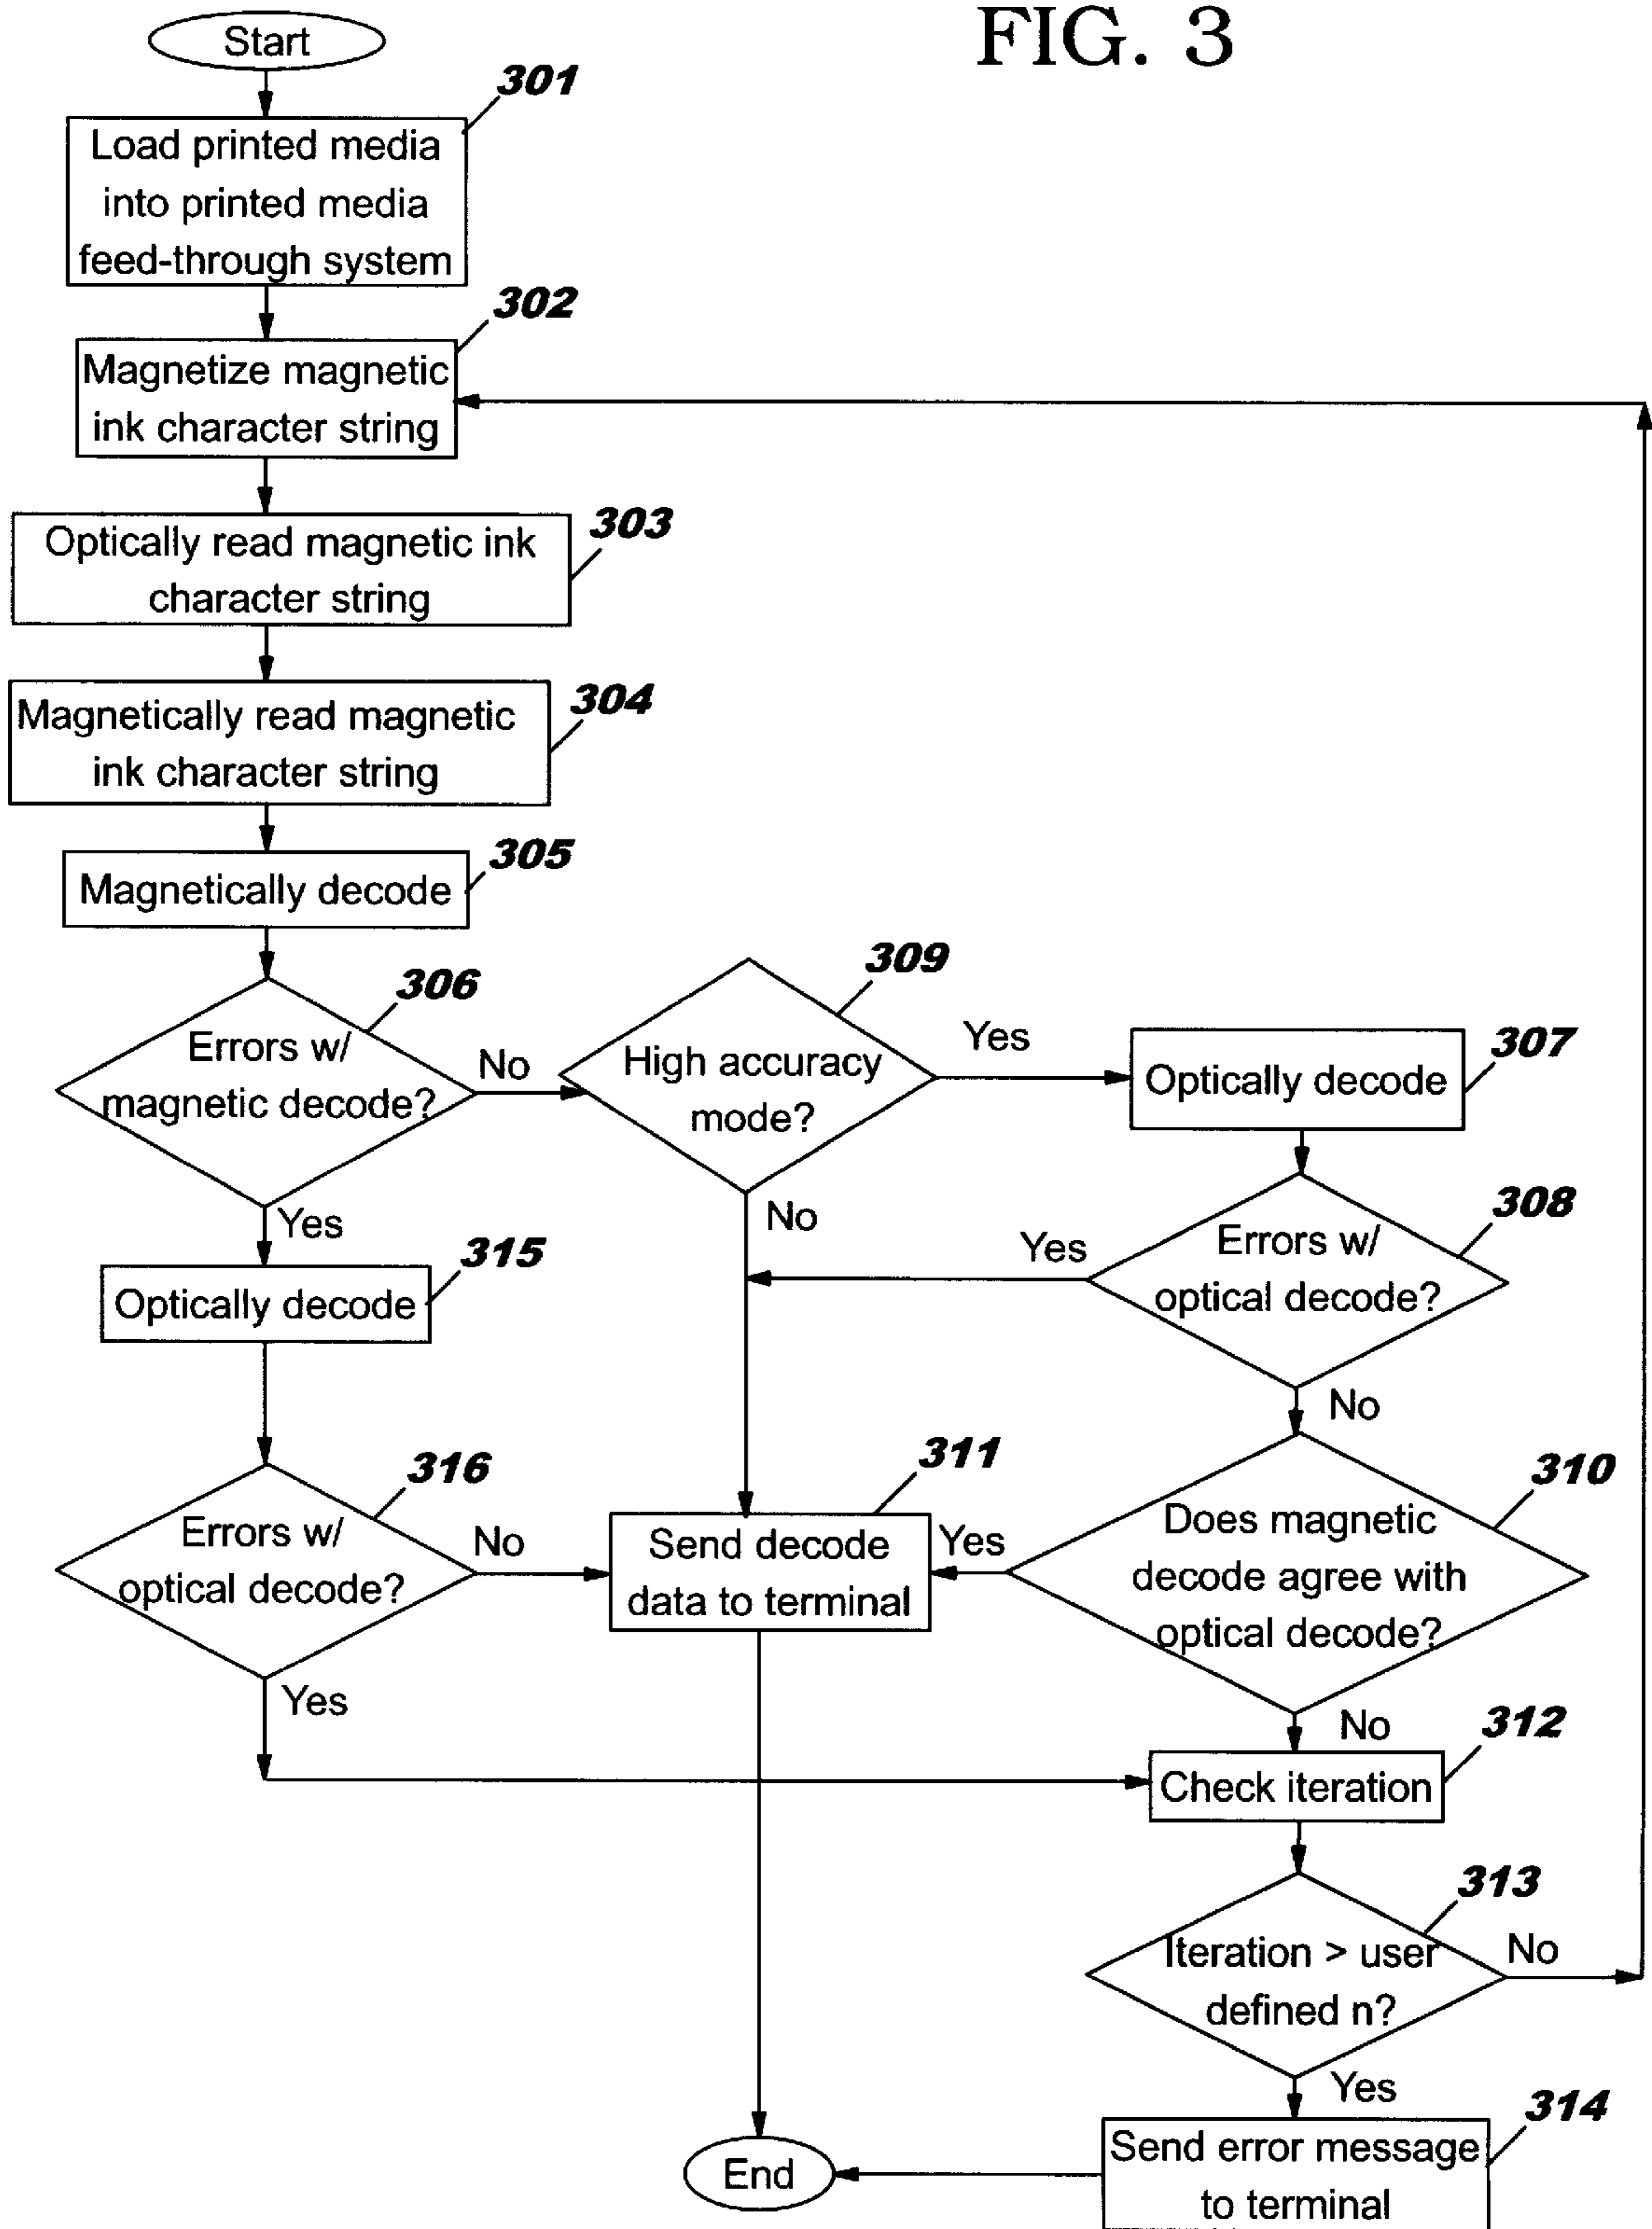 FIG. 3
Start
301
Load printed media
into printed media
feed-through system
302
Magnetize magnetic
ink character string
303
Optically read magnetic ink
character string
304
Magnetically read magnetic
ink character string
305
Magnetically decode
306
Errors w/
magnetic decode?
No
Yes
309
High accuracy
mode?
Yes
No
307
Optically decode
308
Errors w/
optical decode?
Yes
No
315
Optically decode
316
Errors w/
optical decode?
No
Yes
311
Send decode
data to terminal
310
Does magnetic
decode agree with
optical decode?
Yes
No
312
Check iteration
313
Iteration > user
defined n?
No
Yes
314
Send error message
to terminal
End